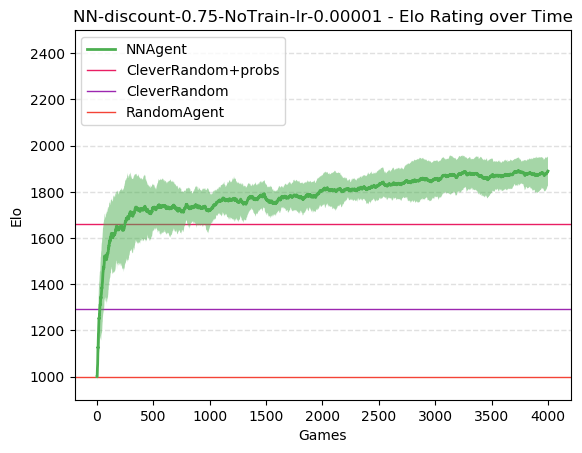 NN-discount-0.75-NoTrain-lr-0.00001 - Elo Rating over Time
NNAgent
CleverRandom+probs
CleverRandom
RandomAgent
2400
2200
2000
1800
1600
1400
1200
1000
Elo
0 500 1000 1500 2000 2500 3000 3500 4000
Games